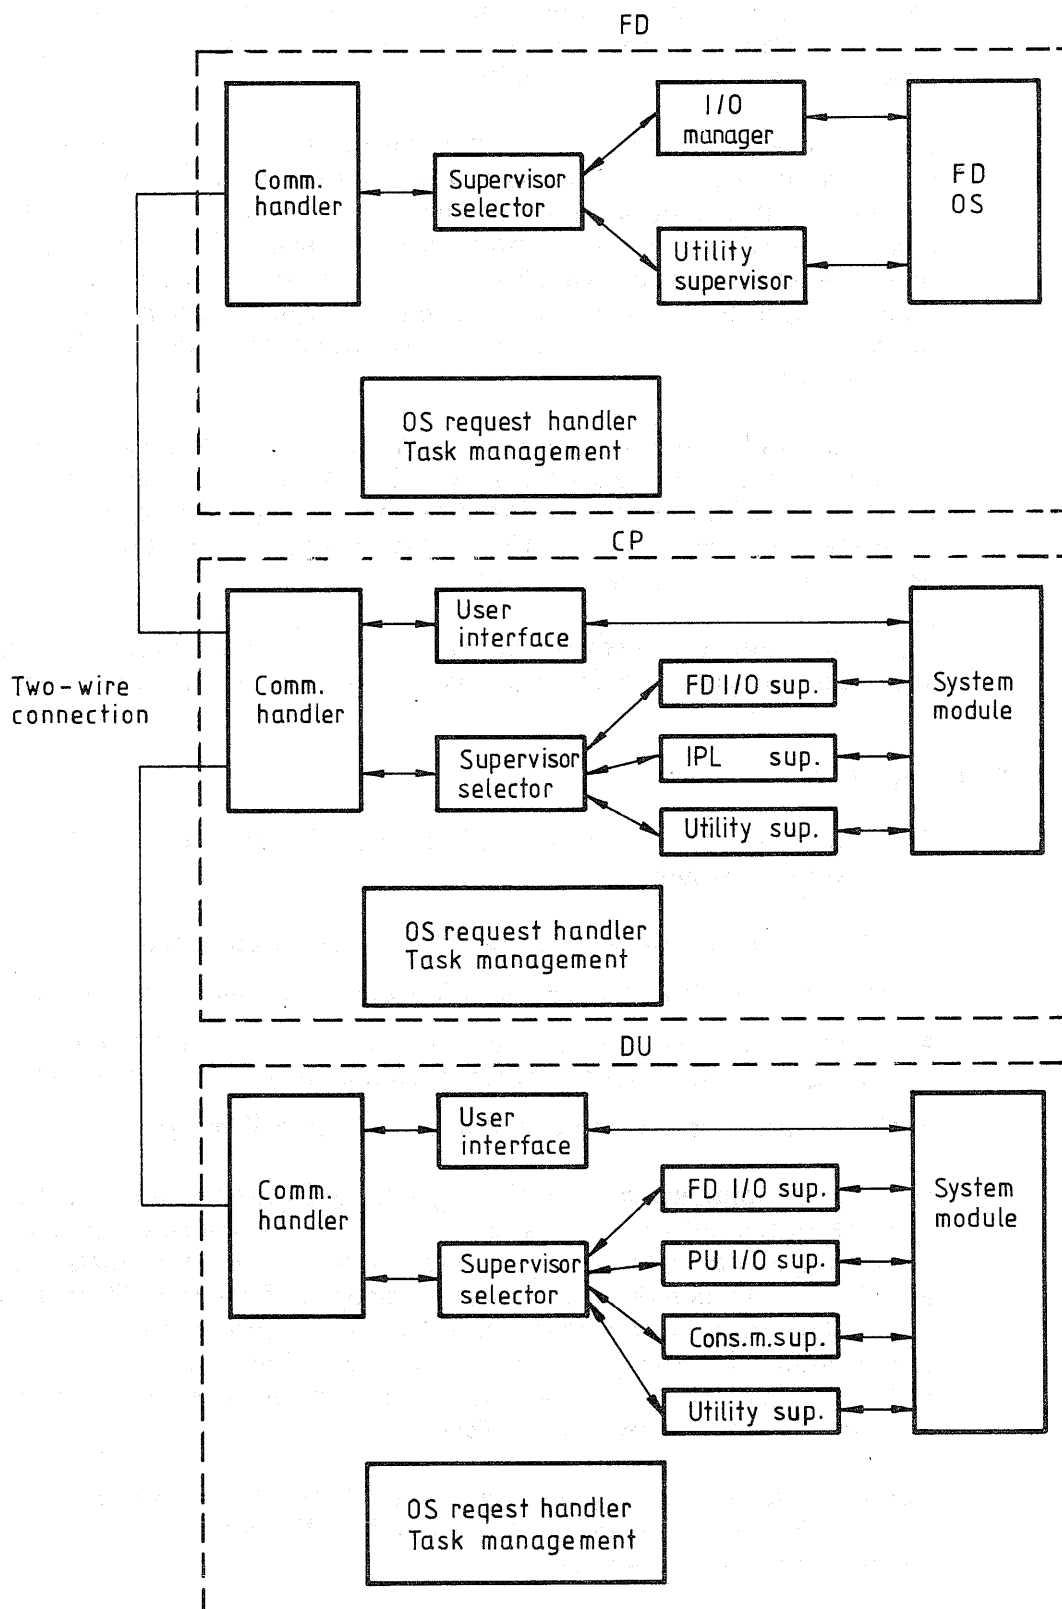 FD
Comm.
handler
Supervisor
selector
I/O
manager
Utility
supervisor
FD
OS
OS request handler
Task management
CP
Two-wire
connection
Comm.
handler
User
interface
Supervisor
selector
FD I/O sup.
IPL sup.
Utility sup.
System
module
OS request handler
Task management
DU
Comm.
handler
User
interface
Supervisor
selector
FD I/O sup.
PU I/O sup.
Cons.m.sup.
Utility sup.
System
module
OS reqest handler
Task management